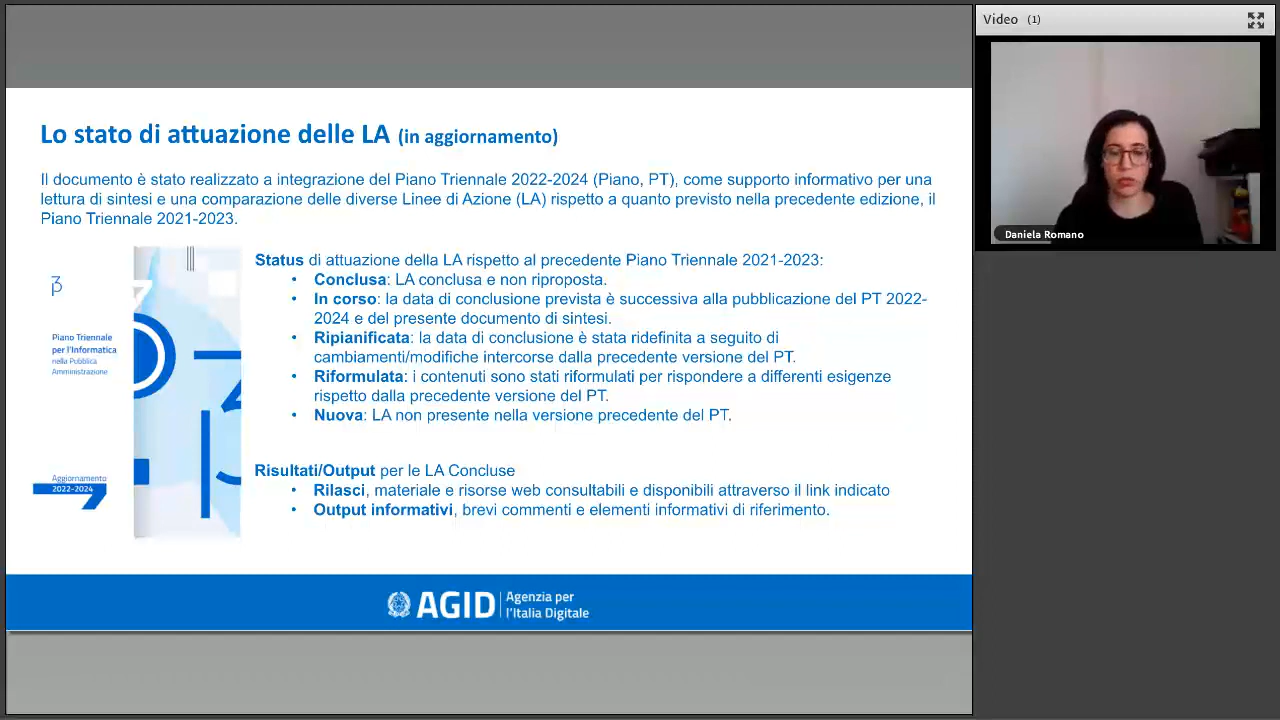 Lo stato di attuazione delle LA (in aggiornamento)
Il documento è stato realizzato a integrazione del Piano Triennale 2022-2024 (Piano, PT), come supporto informativo per una
lettura di sintesi e una comparazione delle diverse Linee di Azione (LA) rispetto a quanto previsto nella precedente edizione, il
Piano Triennale 2021-2023.
Piano Triennale
per l'Informatica
nella Pubblica
Amministrazione
Aggiornamento
2022-2024
Status di attuazione della LA rispetto al precedente Piano Triennale 2021-2023:
• Conclusa: LA conclusa e non riproposta.
• In corso: la data di conclusione prevista è successiva alla pubblicazione del PT 2022-
2024 e del presente documento di sintesi.
• Ripianificata: la data di conclusione è stata ridefinita a seguito di
cambiamenti/modifiche intercorse dalla precedente versione del PT.
• Riformulata: i contenuti sono stati riformulati per rispondere a differenti esigenze
rispetto dalla precedente versione del PT.
• Nuova: LA non presente nella versione precedente del PT.
Risultati/Output per le LA Concluse
• Rilasci, materiale e risorse web consultabili e disponibili attraverso il link indicato
• Output informativi, brevi commenti e elementi informativi di riferimento.
AGID
Agenzia per
l'Italia Digitale
Video (1)
Daniela Romano